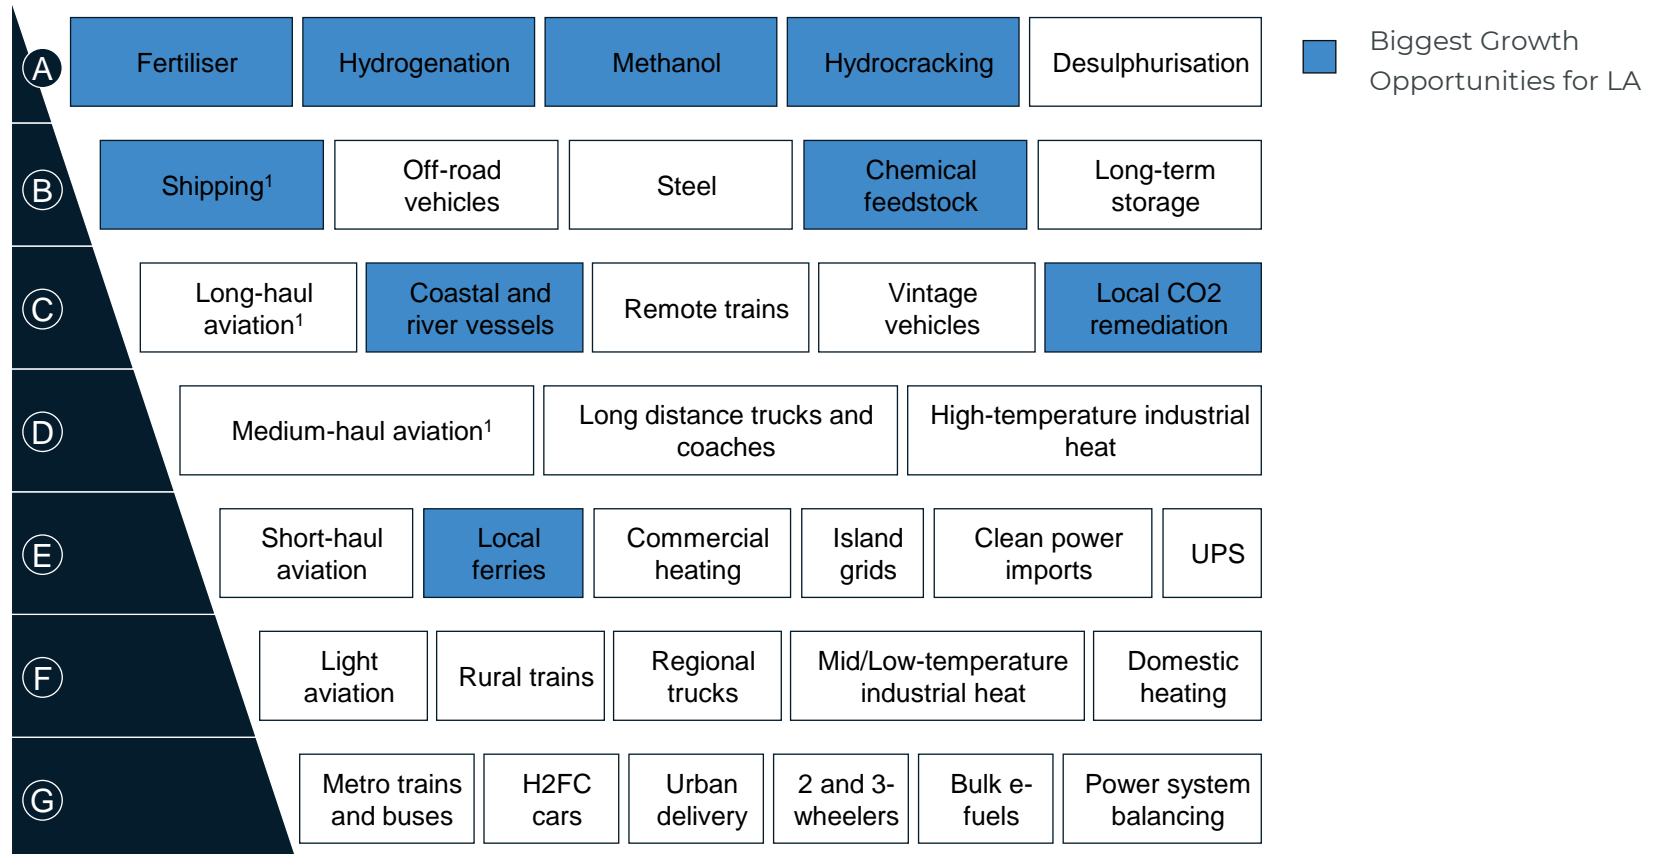 A
Fertiliser
Hydrogenation
Methanol
Hydrocracking
Desulphurisation
Biggest Growth
Opportunities for LA
B
Shipping¹
Off-road
vehicles
Steel
Chemical
feedstock
Long-term
storage
C
Long-haul
aviation¹
Coastal and
river vessels
Remote trains
Vintage
vehicles
Local CO2
remediation
D
Medium-haul aviation¹
Long distance trucks and
coaches
High-temperature industrial
heat
E
Short-haul
aviation
Local
ferries
Commercial
heating
Island
grids
Clean power
imports
UPS
F
Light
aviation
Rural trains
Regional
trucks
Mid/Low-temperature
industrial heat
Domestic
heating
G
Metro trains
and buses
H2FC
cars
Urban
delivery
2 and 3-
wheelers
Bulk e-
fuels
Power system
balancing